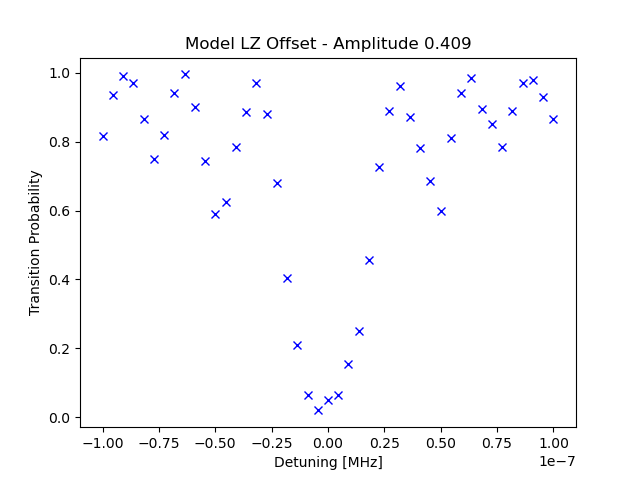 Model LZ Offset - Amplitude 0.409
Transition Probability
1.0
0.8
0.6
0.4
0.2
0.0
−1.00 −0.75 −0.50 −0.25 0.00 0.25 0.50 0.75 1.00
Detuning [MHz]
1e−7